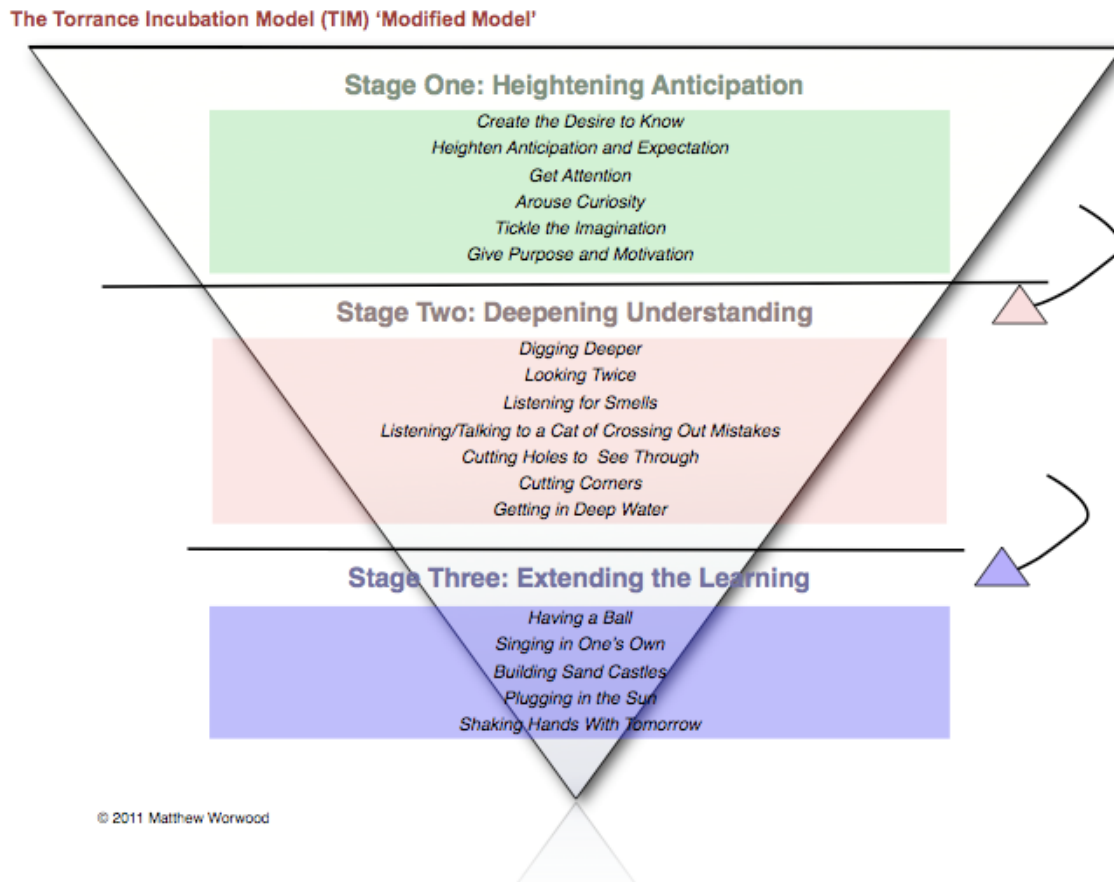 The Torrance Incubation Model (TIM) ‘Modified Model’
Stage One: Heightening Anticipation
Create the Desire to Know
Heighten Anticipation and Expectation
Get Attention
Arouse Curiosity
Tickle the Imagination
Give Purpose and Motivation
Stage Two: Deepening Understanding
Digging Deeper
Looking Twice
Listening for Smells
Listening/Talking to a Cat of Crossing Out Mistakes
Cutting Holes to See Through
Cutting Corners
Getting in Deep Water
Stage Three: Extending the Learning
Having a Ball
Singing in One's Own
Building Sand Castles
Plugging in the Sun
Shaking Hands With Tomorrow
© 2011 Matthew Worwood